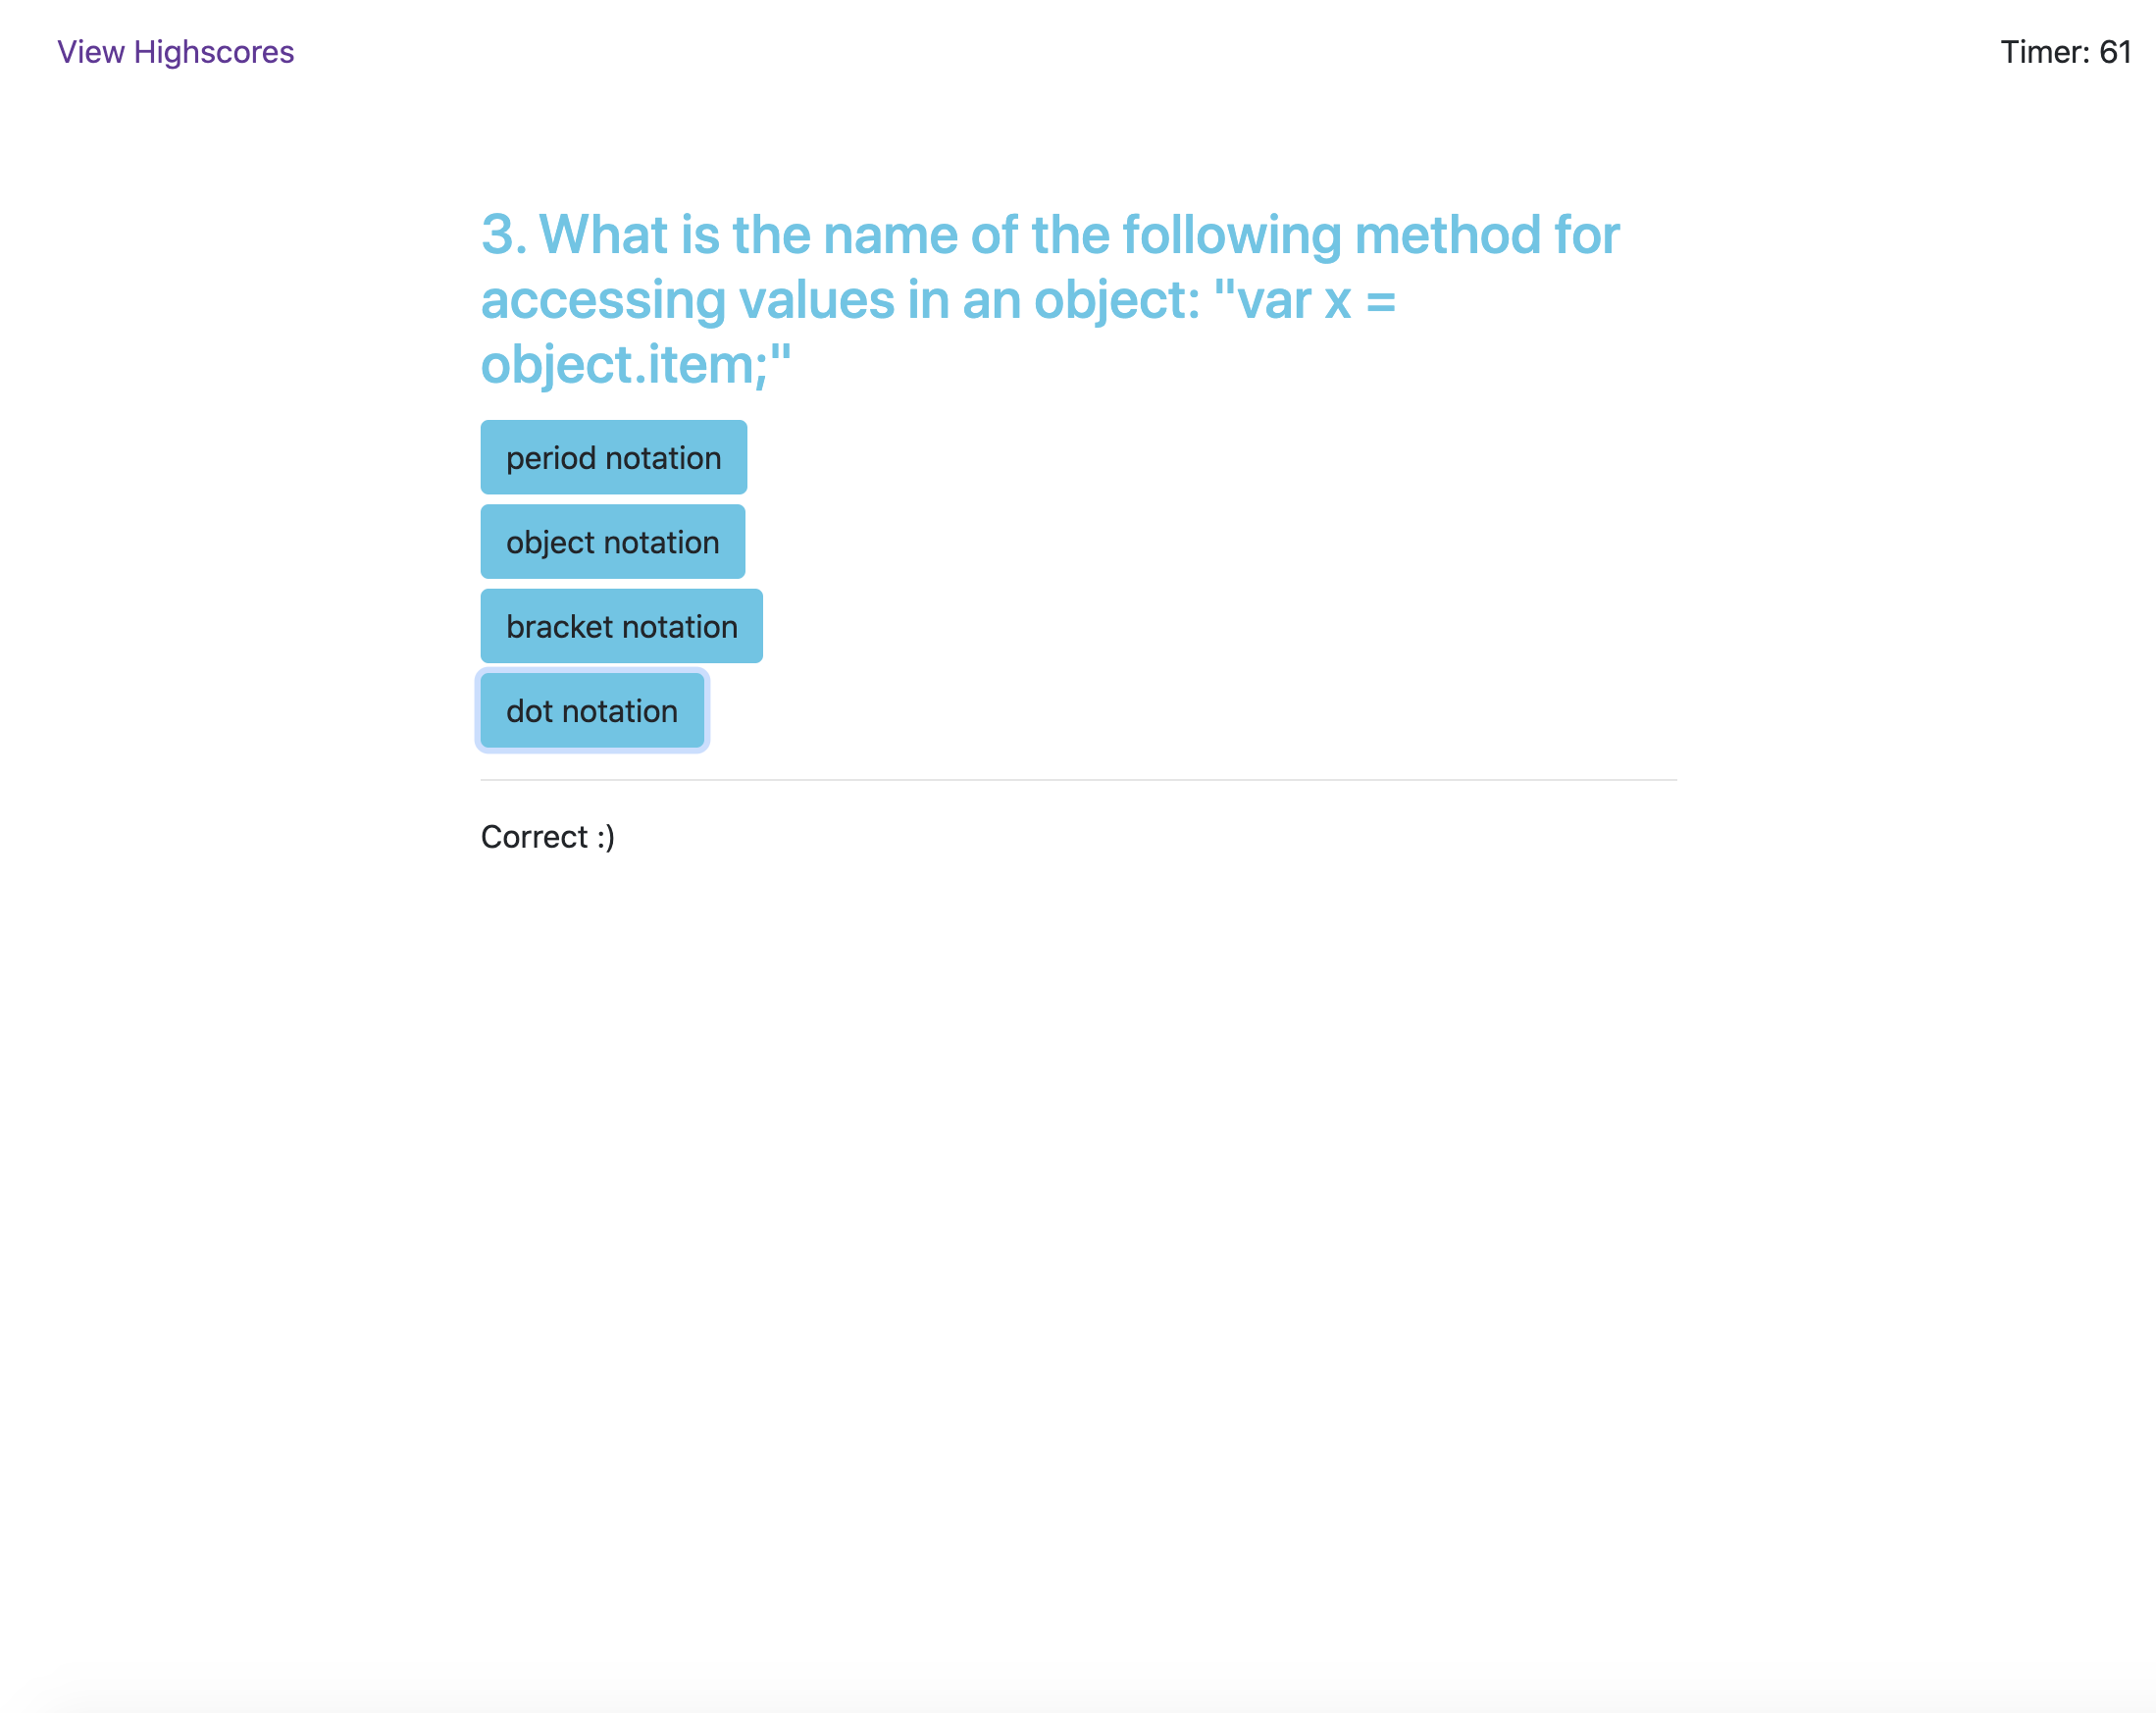 View Highscores
Timer: 61
3. What is the name of the following method for
accessing values in an object: "var x =
object.item;"
period notation
object notation
bracket notation
dot notation
Correct :)